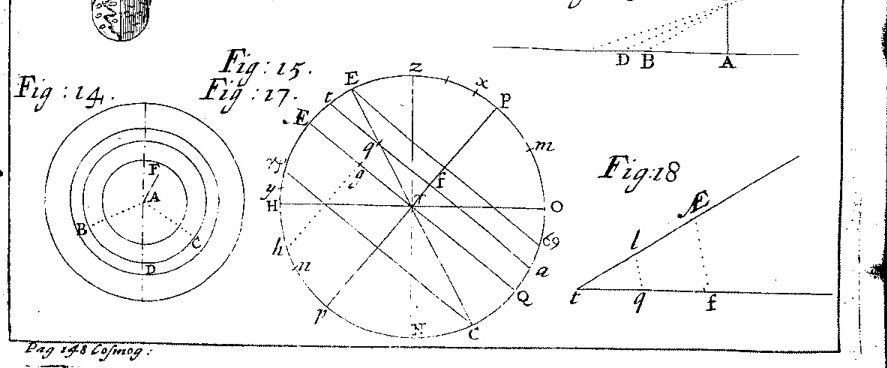 Fig: 15.
Fig: 14.
Fig: 17.
D B A
F
A
B
C
D
Z
E
x
t
P
Æ
m
q
g
f
y
T
H
O
h
69
n
a
Q
p
N
C
Fig: 18
Æ
l
t q f
Pag 148 Cosmog: